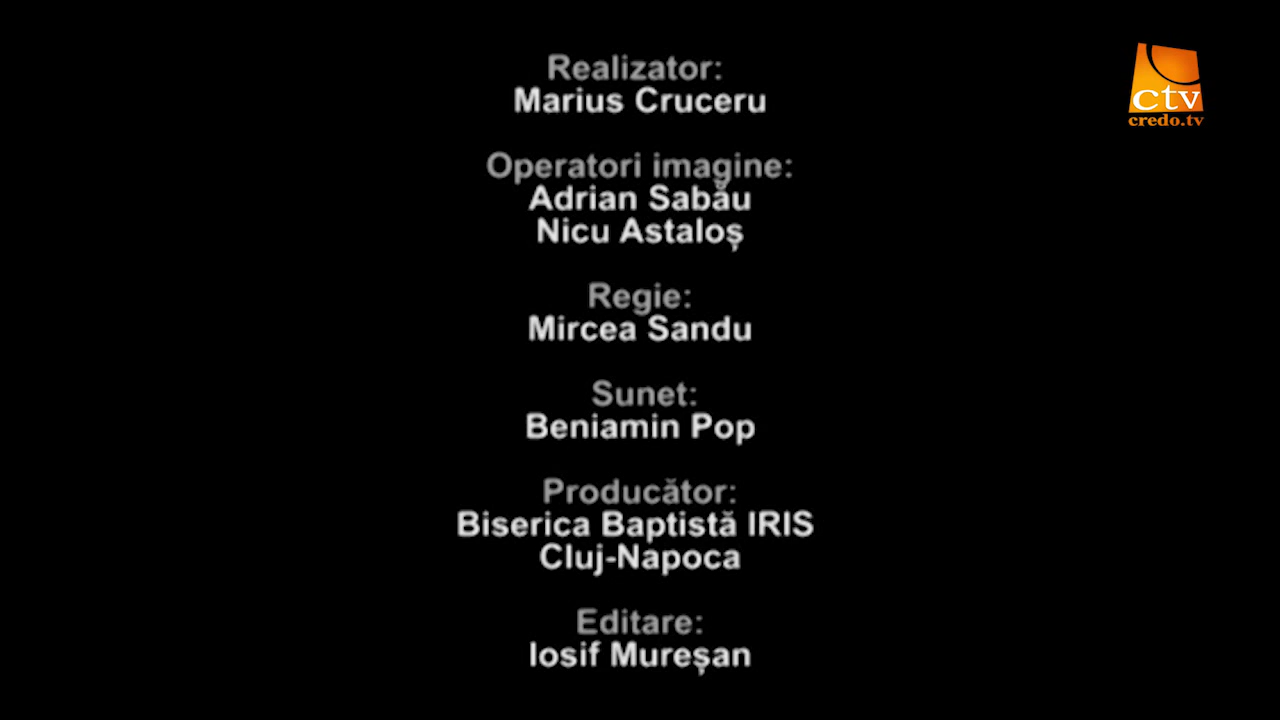 Realizator:
Marius Cruceru
Operatori imagine:
Adrian Sabău
Nicu Astaloș
Regie:
Mircea Sandu
Sunet:
Beniamin Pop
Producător:
Biserica Baptistă IRIS
Cluj-Napoca
Editare:
Iosif Mureșan
ctv
credo.tv